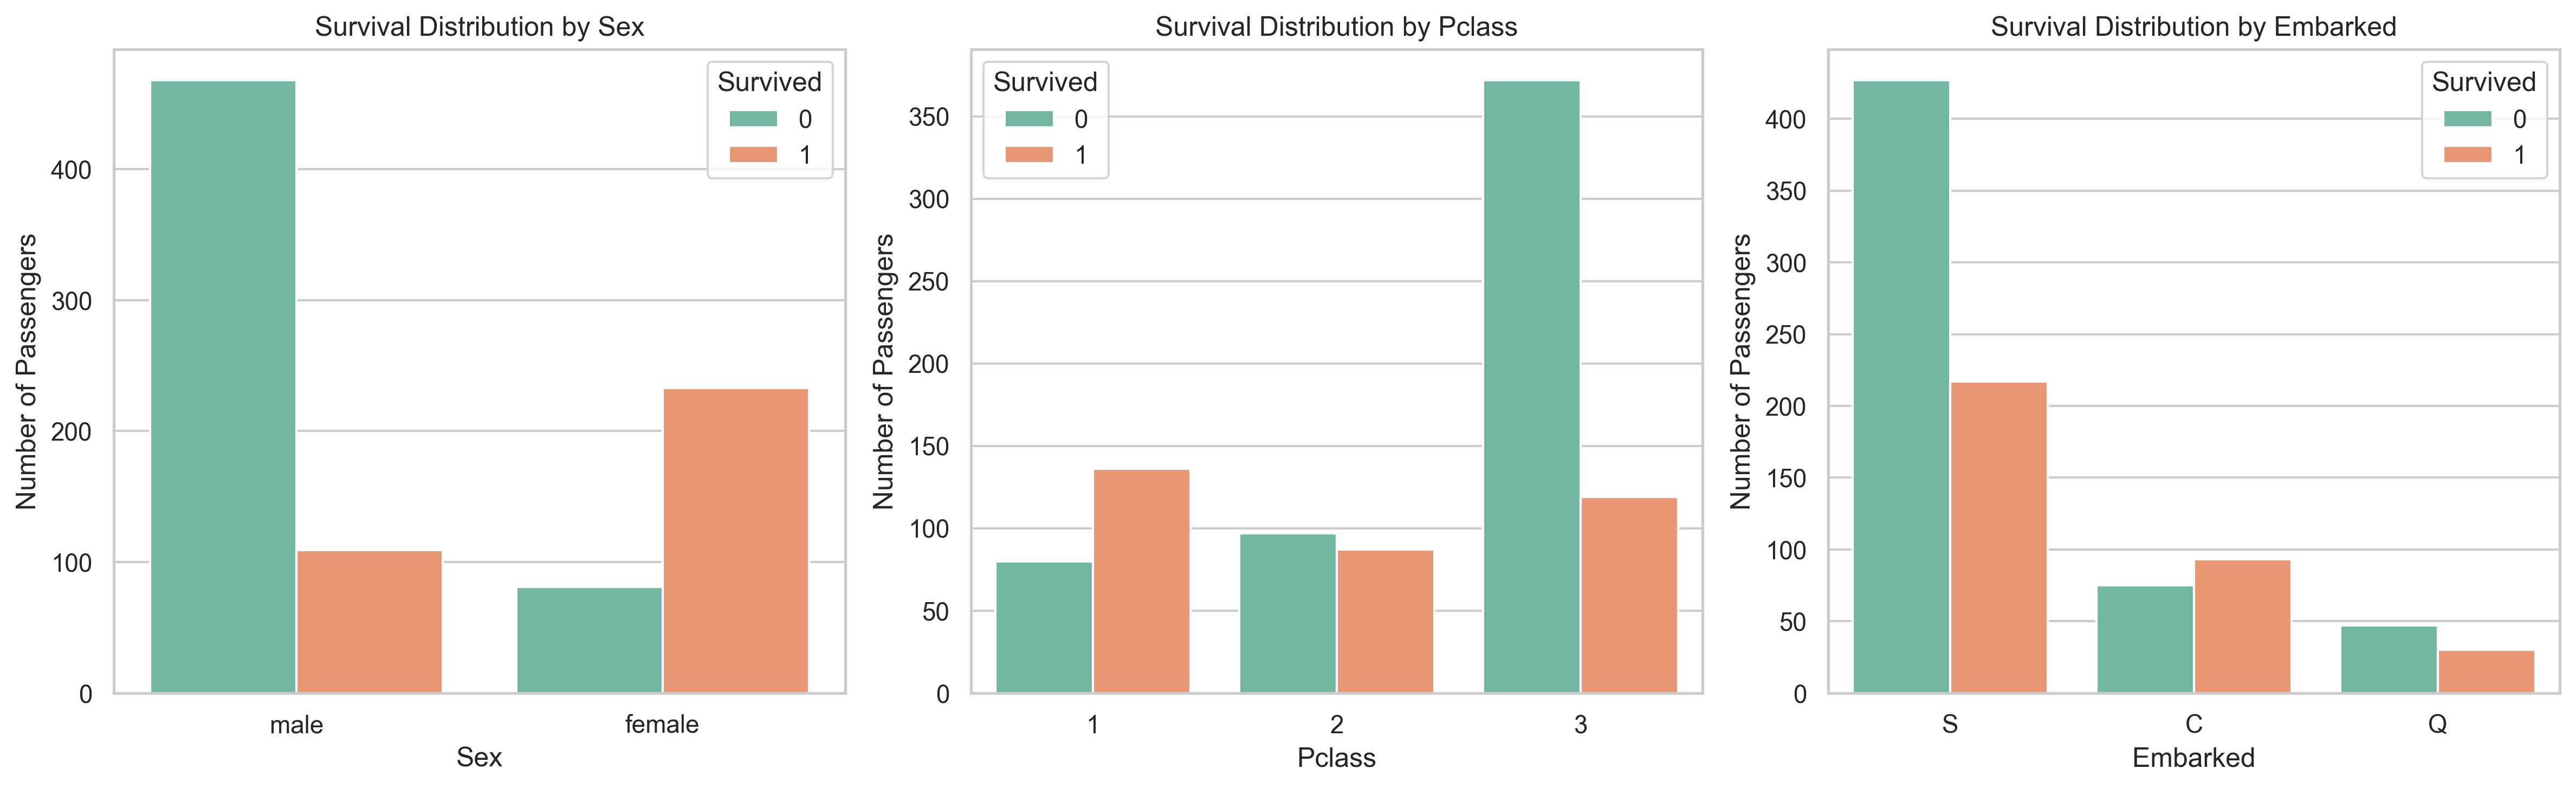 Survival Distribution by Sex
Number of Passengers
400
300
200
100
0
Survived
0
1
male
female
Sex
Survival Distribution by Pclass
Number of Passengers
350
300
250
200
150
100
50
0
Survived
0
1
1
2
3
Pclass
Survival Distribution by Embarked
Number of Passengers
400
350
300
250
200
150
100
50
0
Survived
0
1
S
C
Q
Embarked